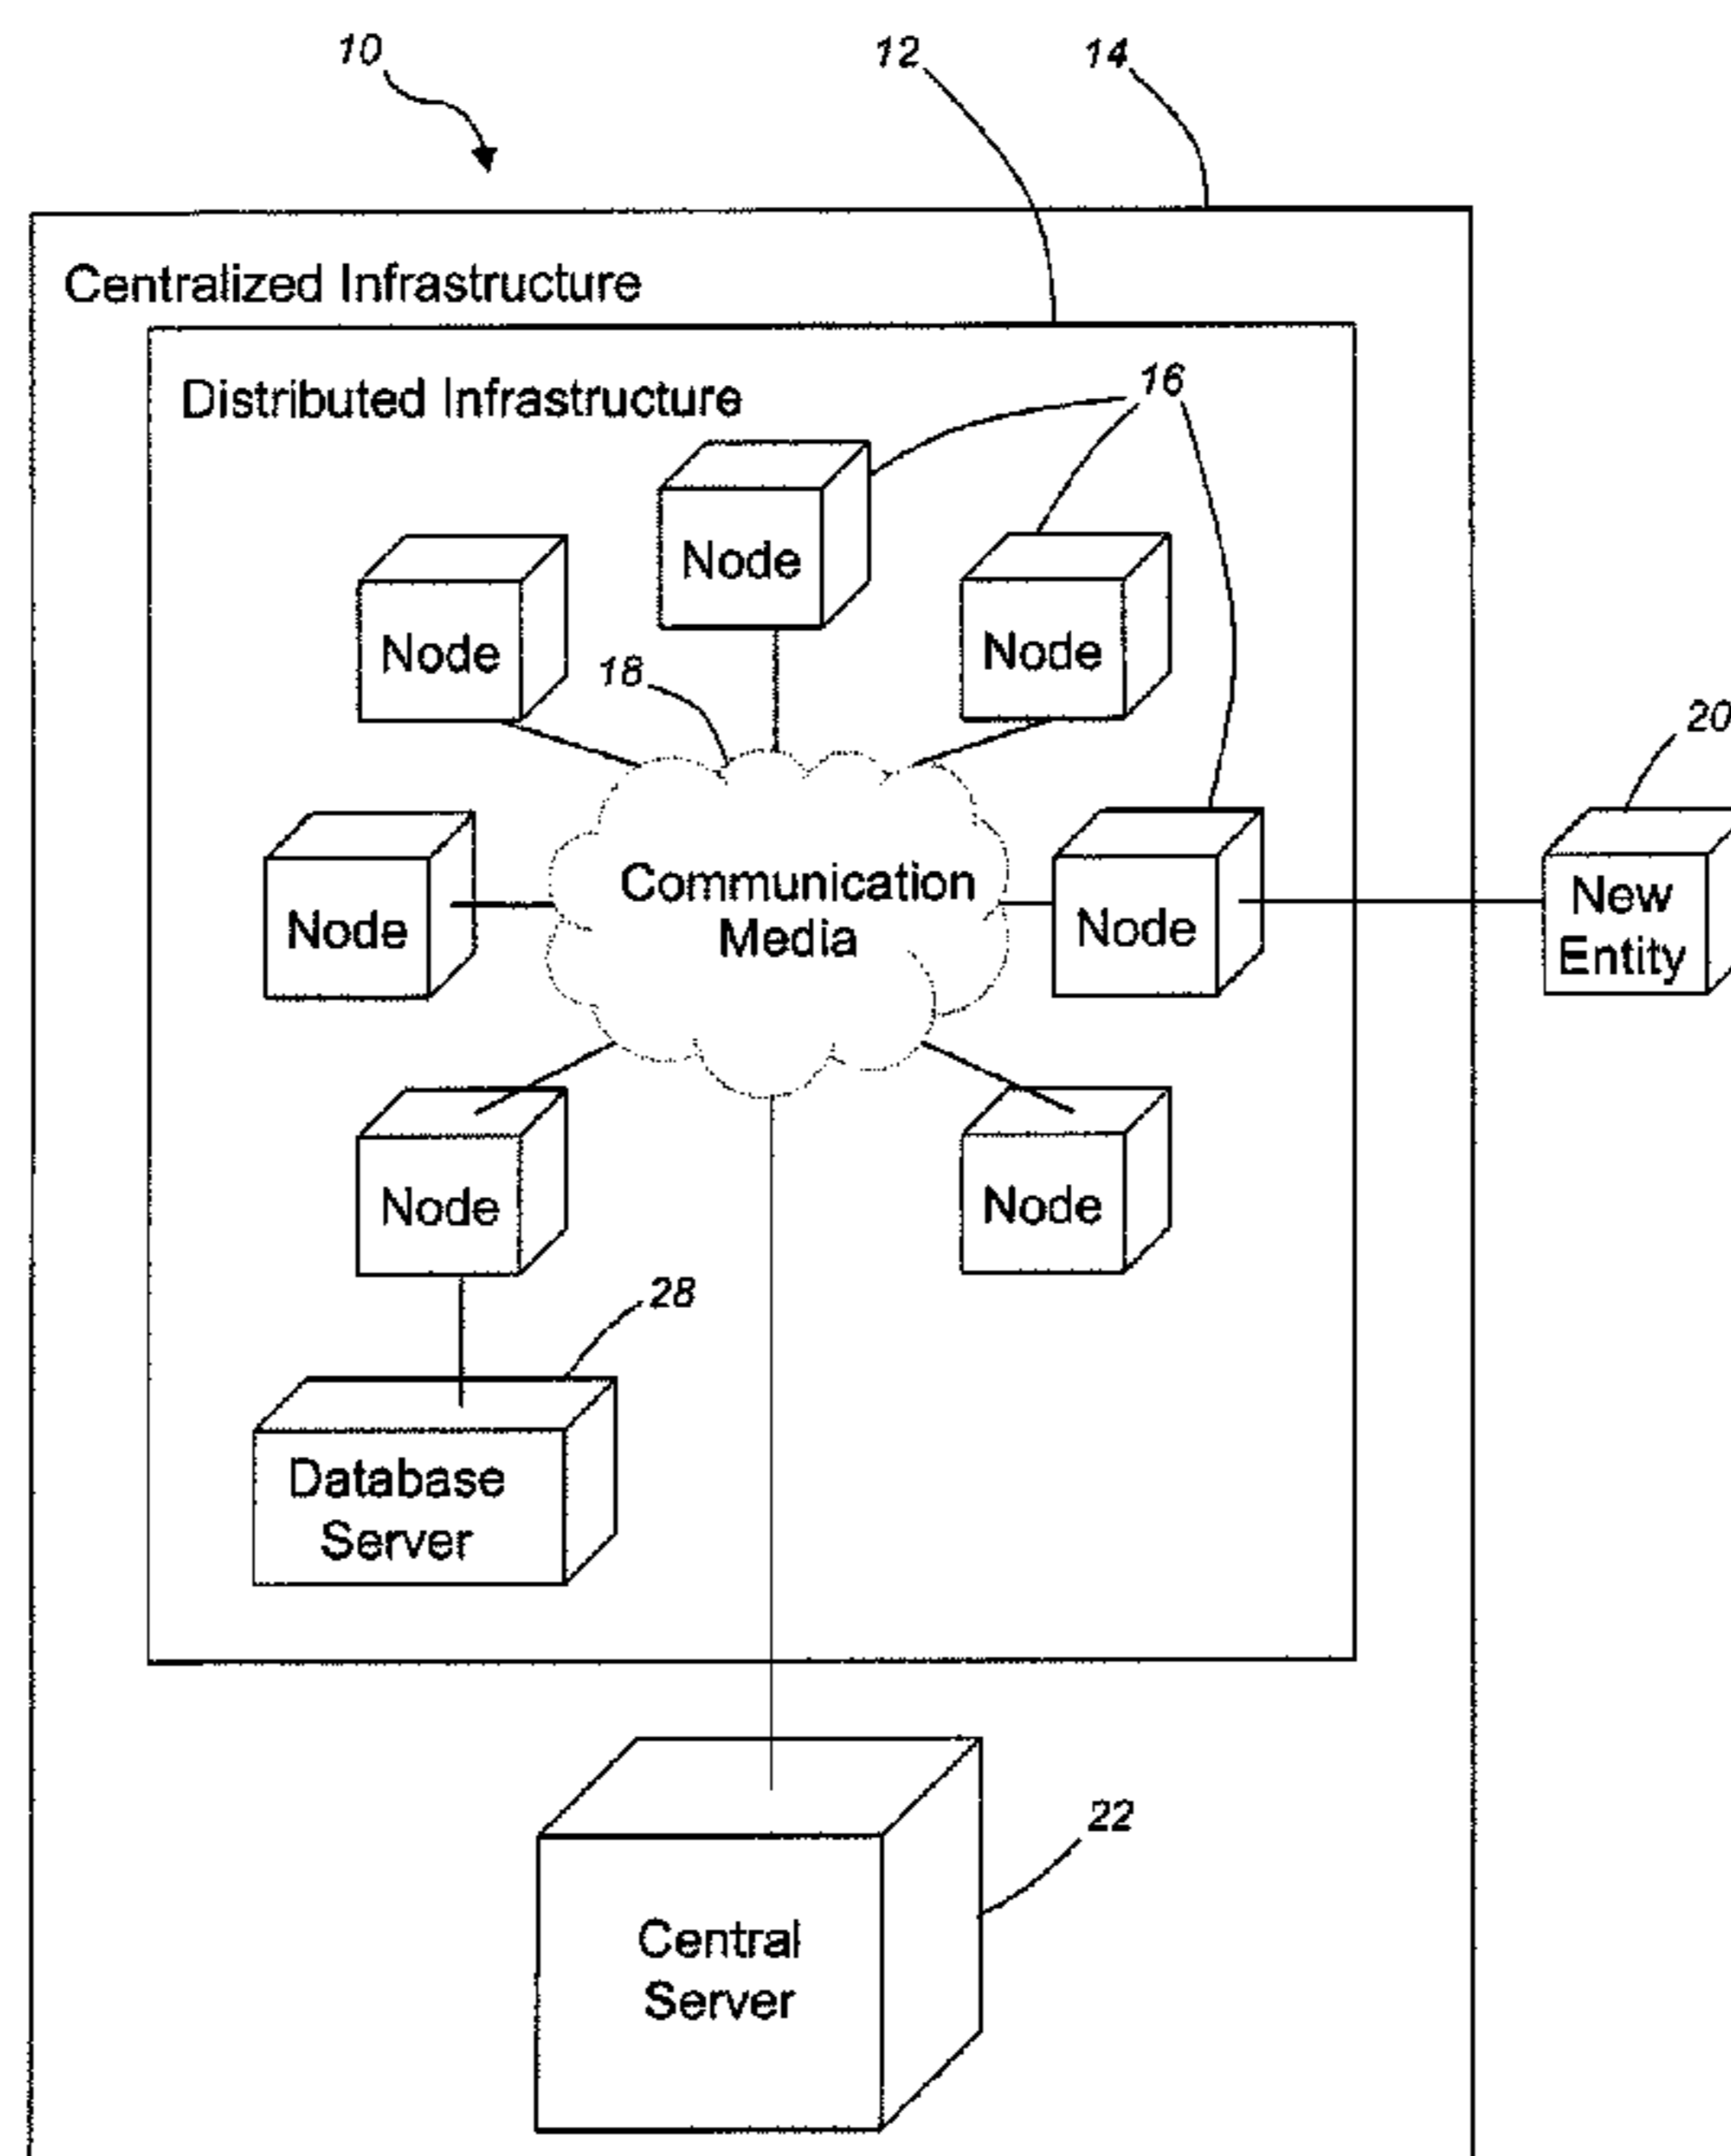 10
12
14
Centralized Infrastructure
Distributed Infrastructure
16
Node
Node
Node
18
20
Communication
Media
Node
Node
New
Entity
Node
Node
28
Database
Server
22
Central
Server